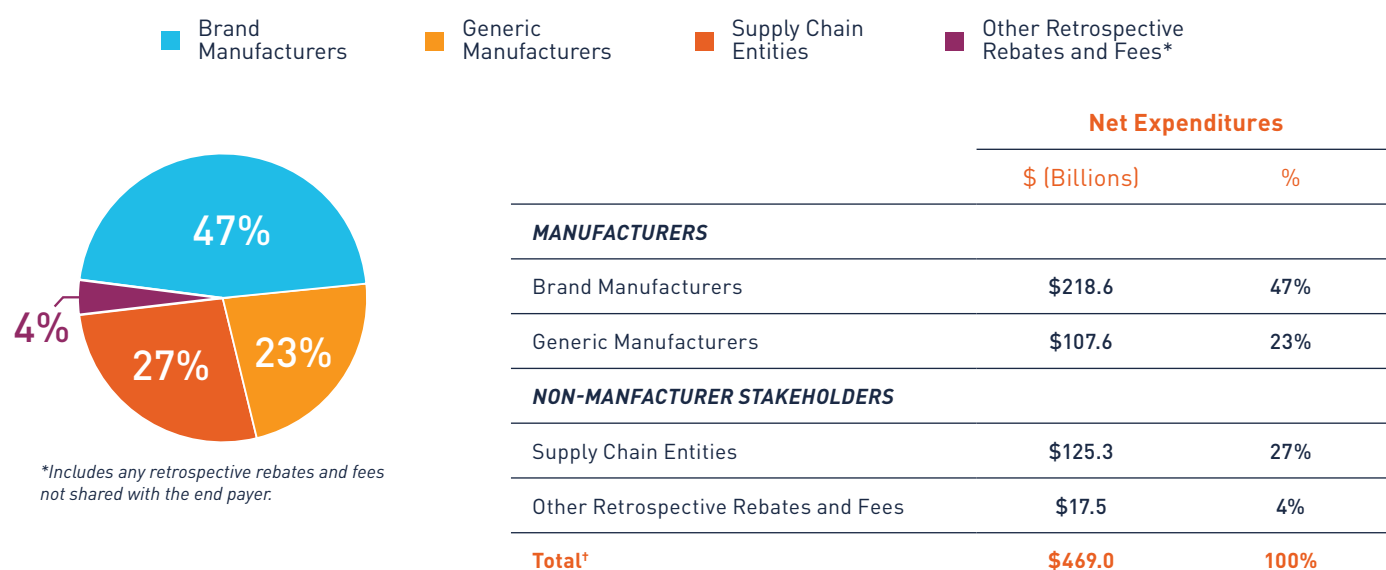 Brand
Manufacturers
Generic
Manufacturers
Supply Chain
Entities
Other Retrospective
Rebates and Fees*
47%
4%
27%
23%
*Includes any retrospective rebates and fees
not shared with the end payer.
Net Expenditures
$ (Billions) %
MANUFACTURERS
Brand Manufacturers $218.6 47%
Generic Manufacturers $107.6 23%
NON-MANFACTURER STAKEHOLDERS
Supply Chain Entities $125.3 27%
Other Retrospective Rebates and Fees $17.5 4%
Total† $469.0 100%